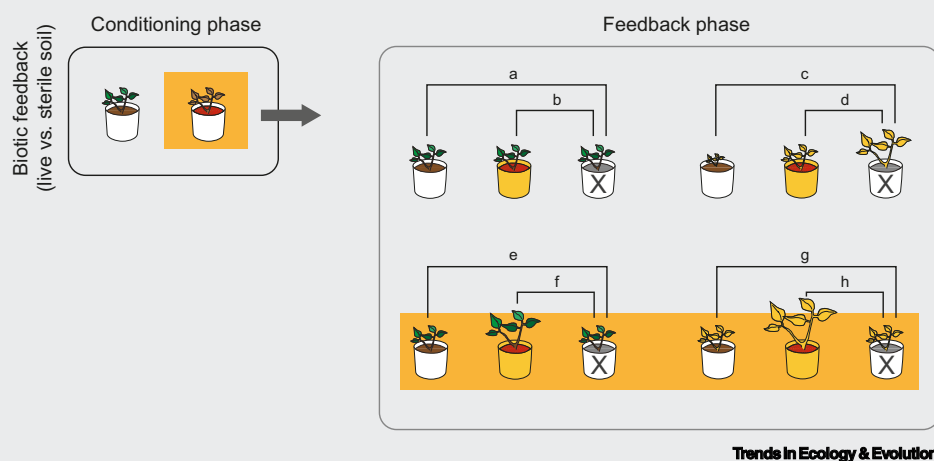 Conditioning phase
Feedback phase
Biotic feedback
(live vs. sterile soil)
a
b
c
d
X
X
e
f
g
h
X
X
Trends in Ecology & Evolution